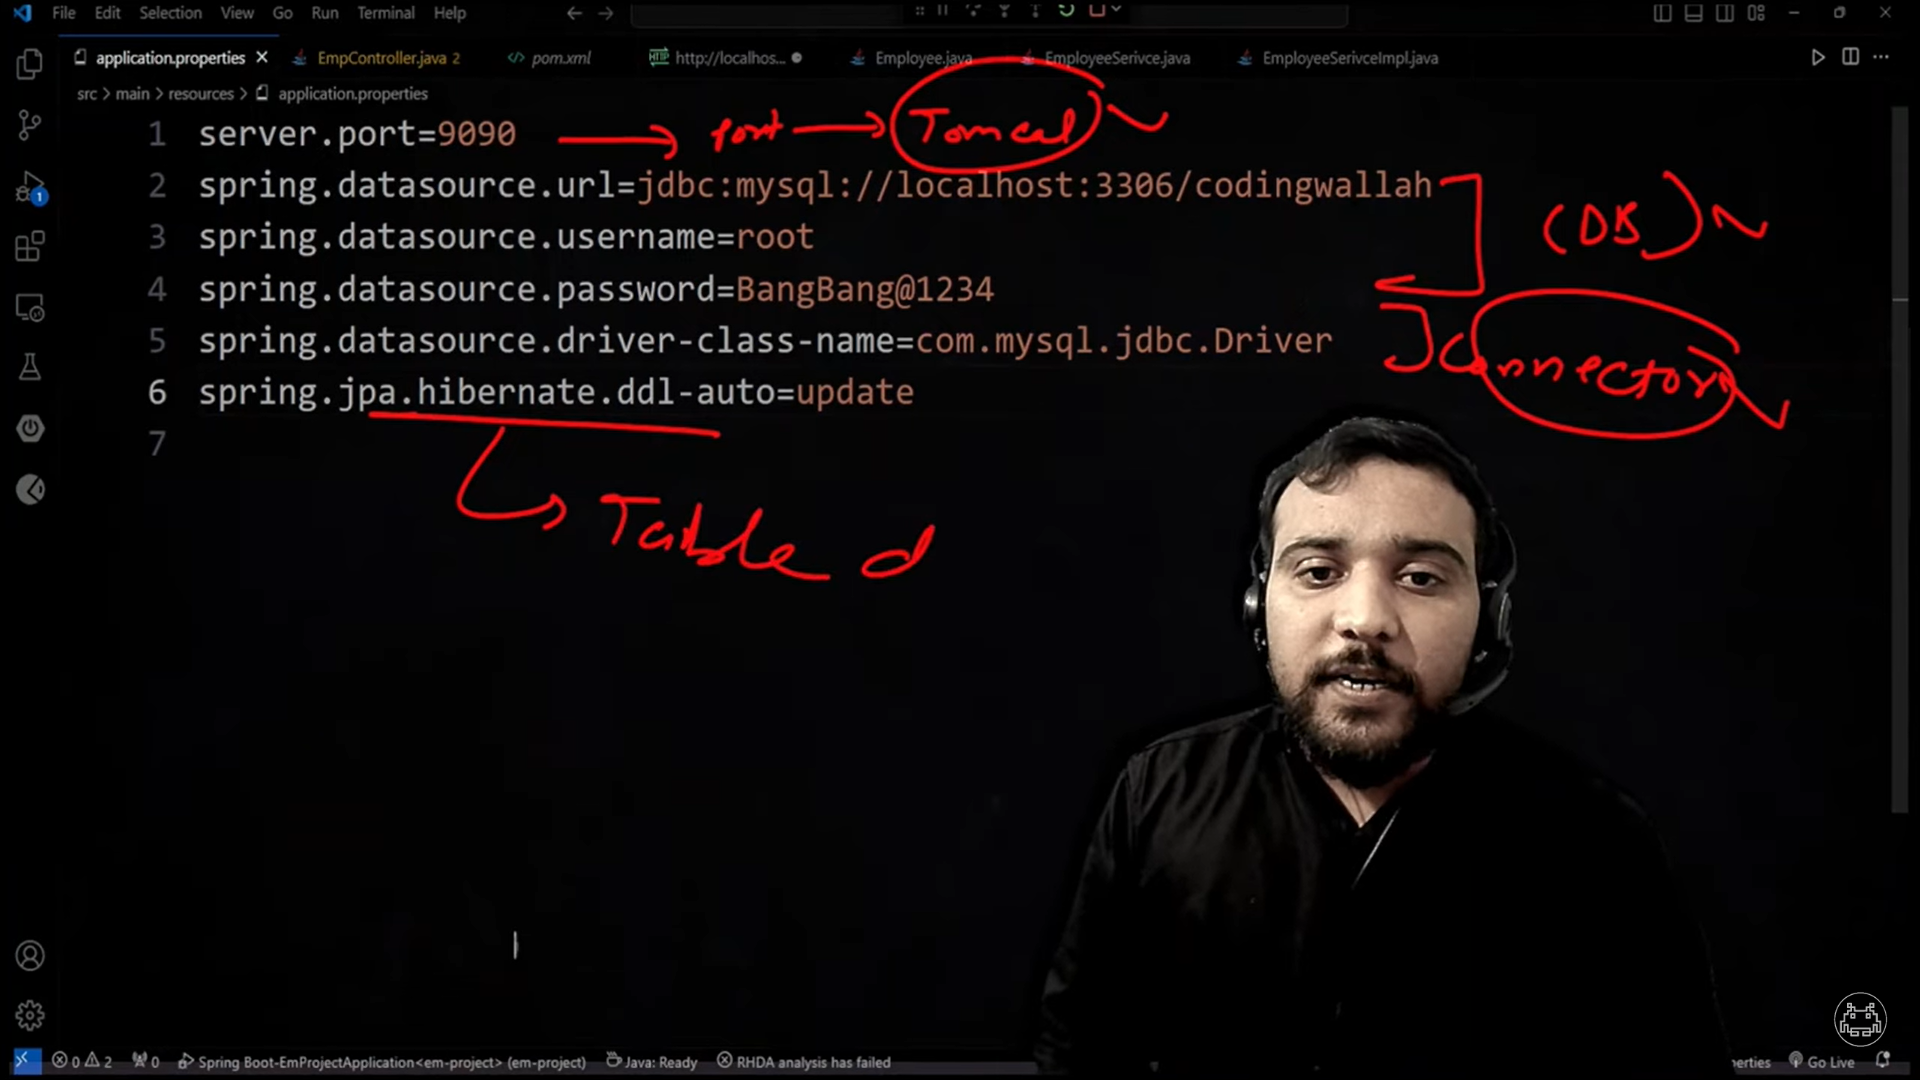 File Edit Selection View Go Run Terminal Help
application.properties EmpController.java 2 pom.xml http://localhos... Employee.java EmployeeSerivce.java EmployeeSerivceImpl.java
src > main > resources > application.properties
1 server.port=9090 port Tomcat
2 spring.datasource.url=jdbc:mysql://localhost:3306/codingwallah
(DB)
3 spring.datasource.username=root
4 spring.datasource.password=BangBang@1234
5 spring.datasource.driver-class-name=com.mysql.jdbc.Driver
Connector
6 spring.jpa.hibernate.ddl-auto=update
7
Table d
1
0 2 0 Spring Boot-EmProjectApplication<em-project> (em-project) Java: Ready RHDA analysis has failed erties Go Live